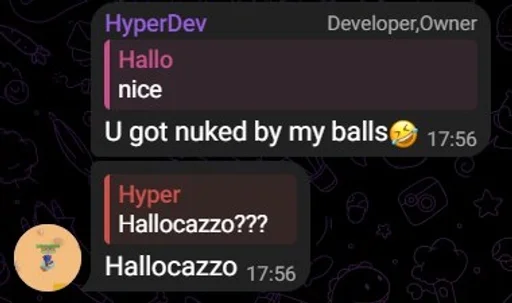 HyperDev Developer,Owner
Hallo
nice
U got nuked by my balls🤣 17:56
Hyper
Hallocazzo???
Hallocazzo 17:56